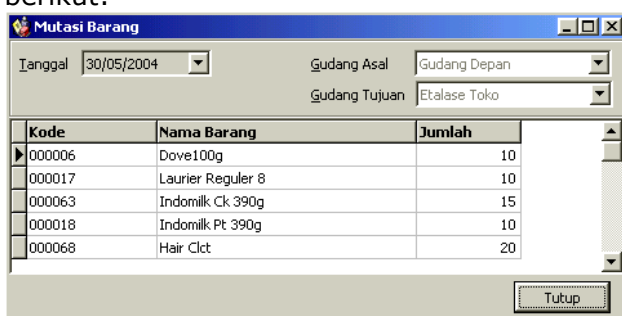 berikut:
Mutasi Barang
Tanggal 30/05/2004 Gudang Asal Gudang Depan
Gudang Tujuan Etalase Toko
Kode Nama Barang Jumlah
000006 Dove100g 10
000017 Laurier Reguler 8 10
000063 Indomilk Ck 390g 15
000018 Indomilk Pt 390g 10
000068 Hair Clct 20
Tutup